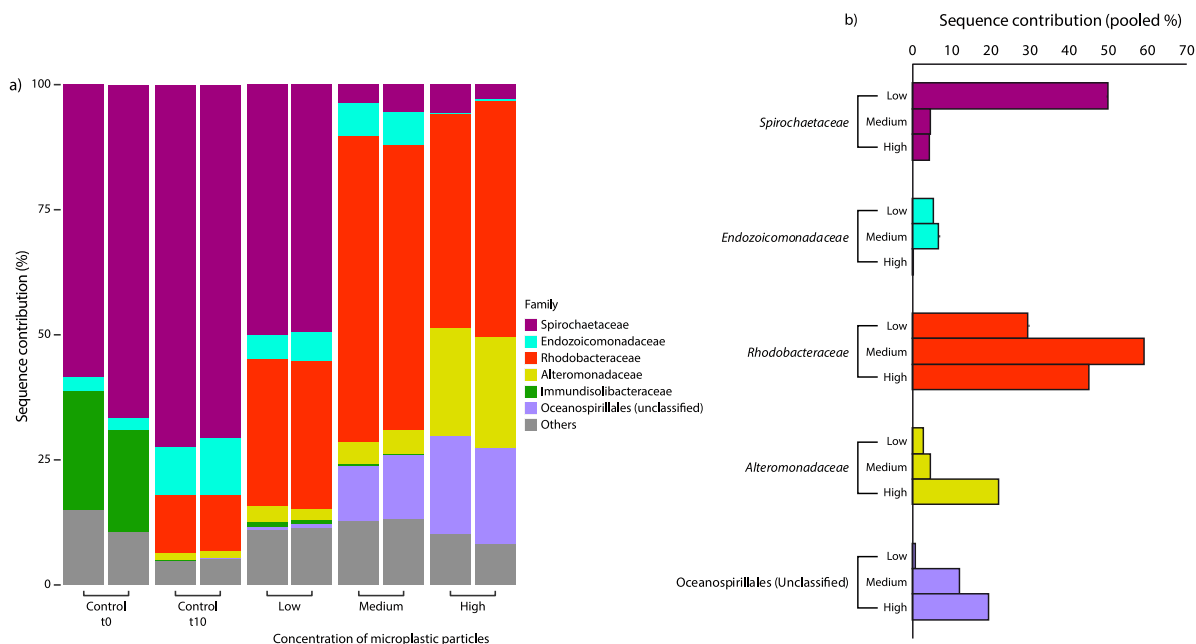 a)
Sequence contribution (%)
100
75
50
25
0
Control
t0
Control
t10
Low
Medium
High
Concentration of microplastic particles
Family
Spirochaetaceae
Endozoicomonadaceae
Rhodobacteraceae
Alteromonadaceae
Immundisolibacteraceae
Oceanospirillales (unclassified)
Others
b)
Sequence contribution (pooled %)
0 10 20 30 40 50 60 70
Spirochaetaceae
Low
Medium
High
Endozoicomonadaceae
Low
Medium
High
Rhodobacteraceae
Low
Medium
High
Alteromonadaceae
Low
Medium
High
Oceanospirillales (Unclassified)
Low
Medium
High